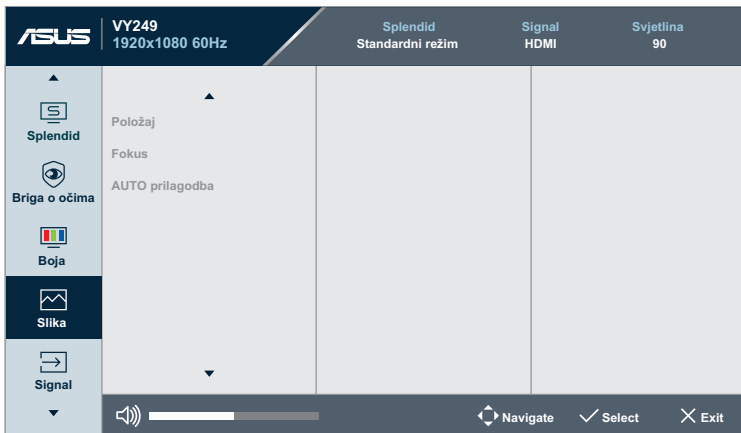 ASUS
VY249
1920x1080 60Hz
Splendid
Standardni režim
Signal
HDMI
Svjetlina
90
Splendid
Briga o očima
Boja
Slika
Signal
Položaj
Fokus
AUTO prilagodba
Navigate
Select
Exit